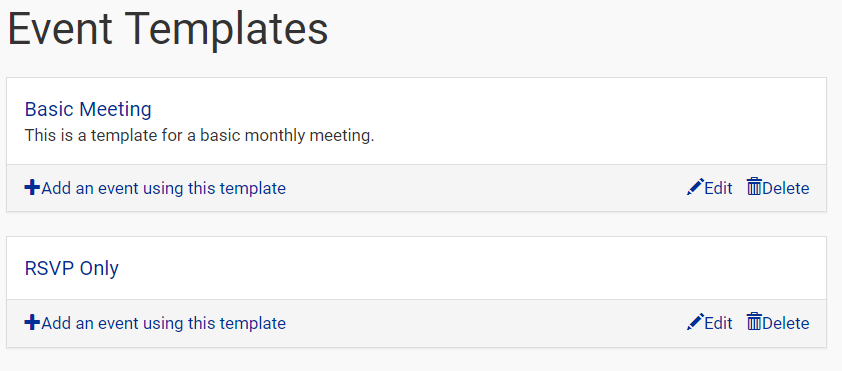 Event Templates
Basic Meeting
This is a template for a basic monthly meeting.
Add an event using this template Edit Delete
RSVP Only
Add an event using this template Edit Delete